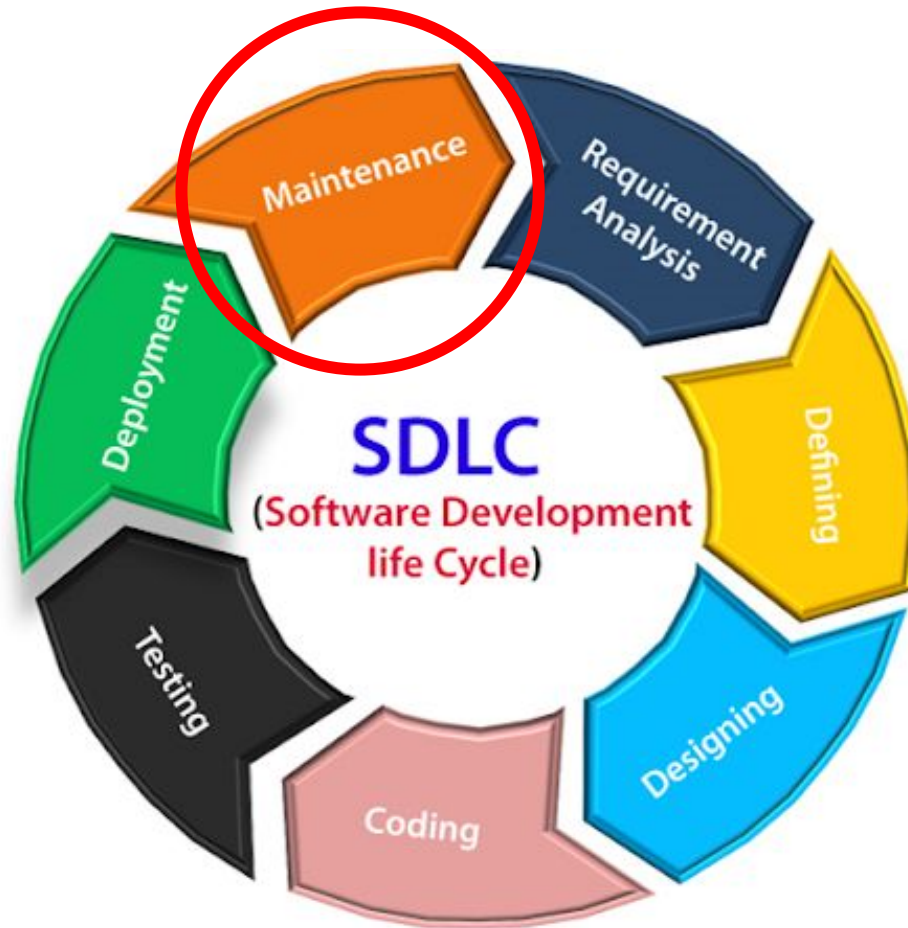 Maintenance
Requirement
Analysis
Defining
Designing
Coding
Testing
Deployment
SDLC
(Software Development
life Cycle)